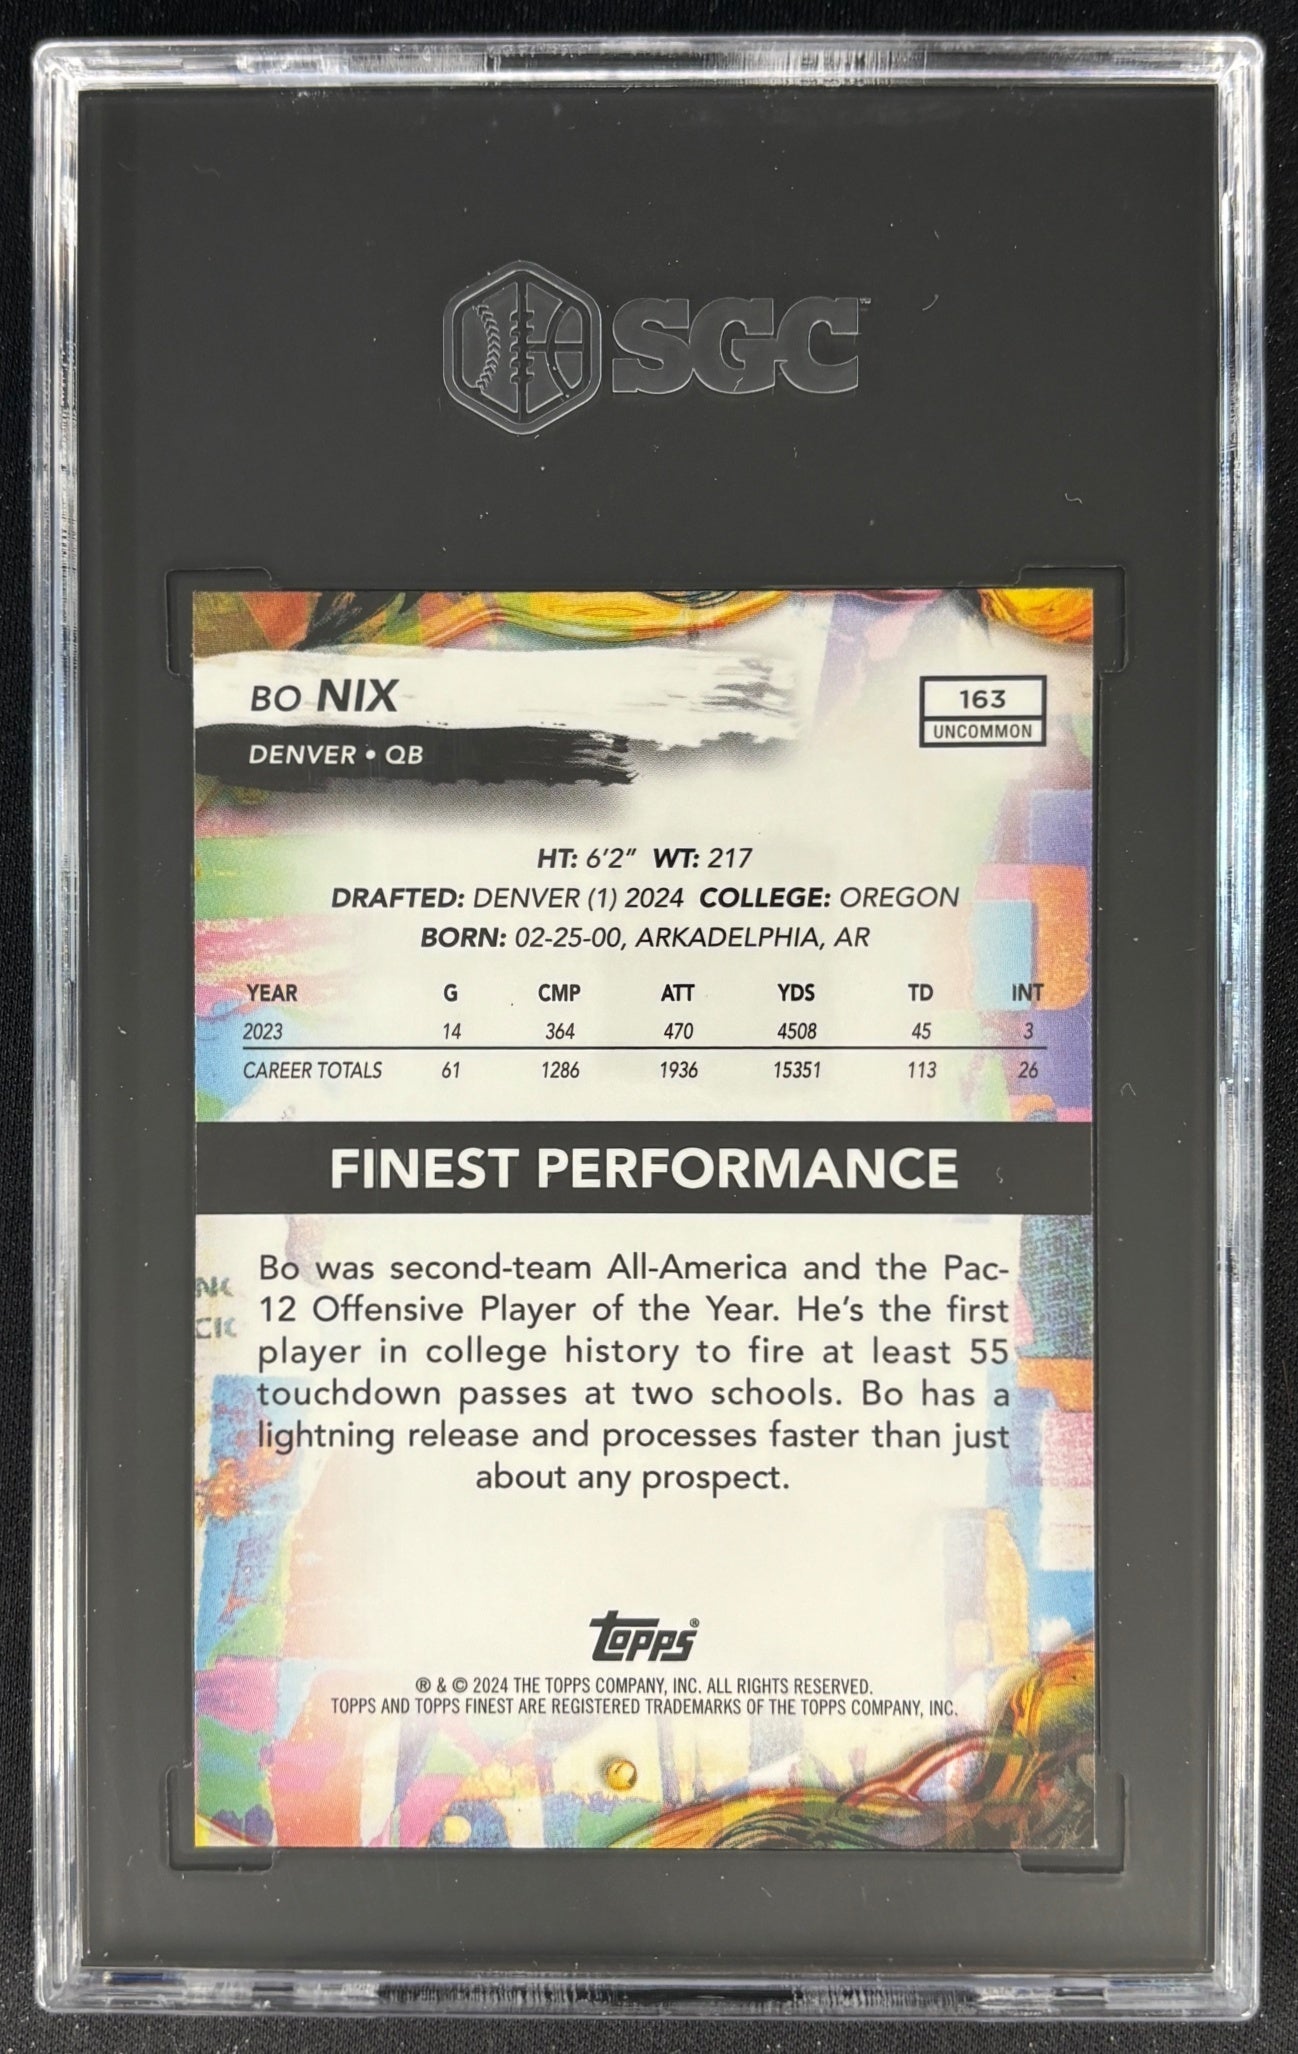 SGC™
BO NIX
DENVER • QB
163
UNCOMMON
HT: 6'2" WT: 217
DRAFTED: DENVER (1) 2024 COLLEGE: OREGON
BORN: 02-25-00, ARKADELPHIA, AR
YEAR G CMP ATT YDS TD INT
2023 14 364 470 4508 45 3
CAREER TOTALS 61 1286 1936 15351 113 26
FINEST PERFORMANCE
Bo was second-team All-America and the Pac-
12 Offensive Player of the Year. He's the first
player in college history to fire at least 55
touchdown passes at two schools. Bo has a
lightning release and processes faster than just
about any prospect.
topps®
® & © 2024 THE TOPPS COMPANY, INC. ALL RIGHTS RESERVED.
TOPPS AND TOPPS FINEST ARE REGISTERED TRADEMARKS OF THE TOPPS COMPANY, INC.